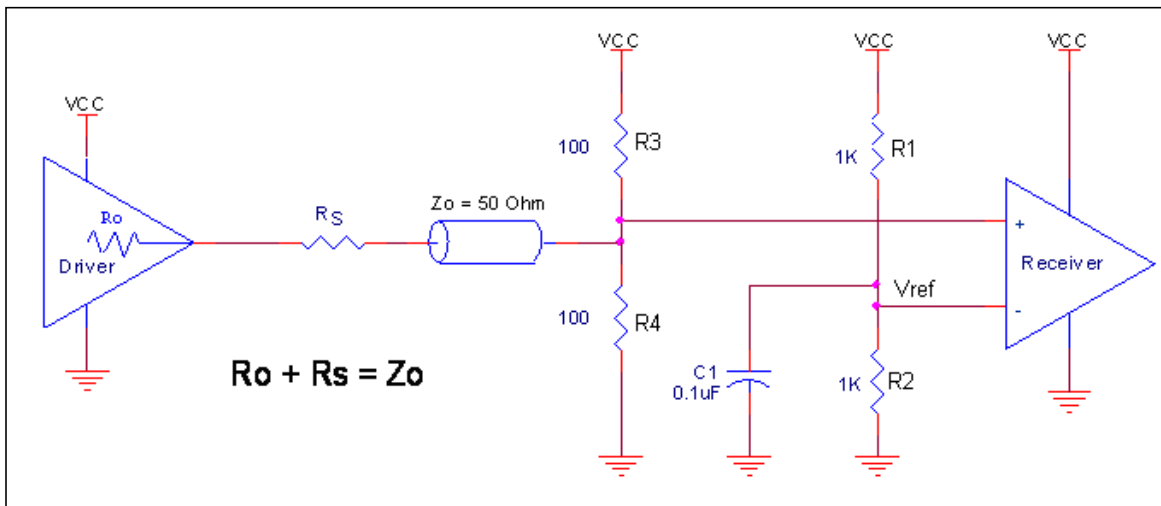 VCC
VCC
VCC
VCC
R3
100
R1
1K
Zo = 50 Ohm
Ro
RS
Driver
+
Receiver
Vref
-
R4
100
Ro + Rs = Zo
C1
0.1uF
R2
1K